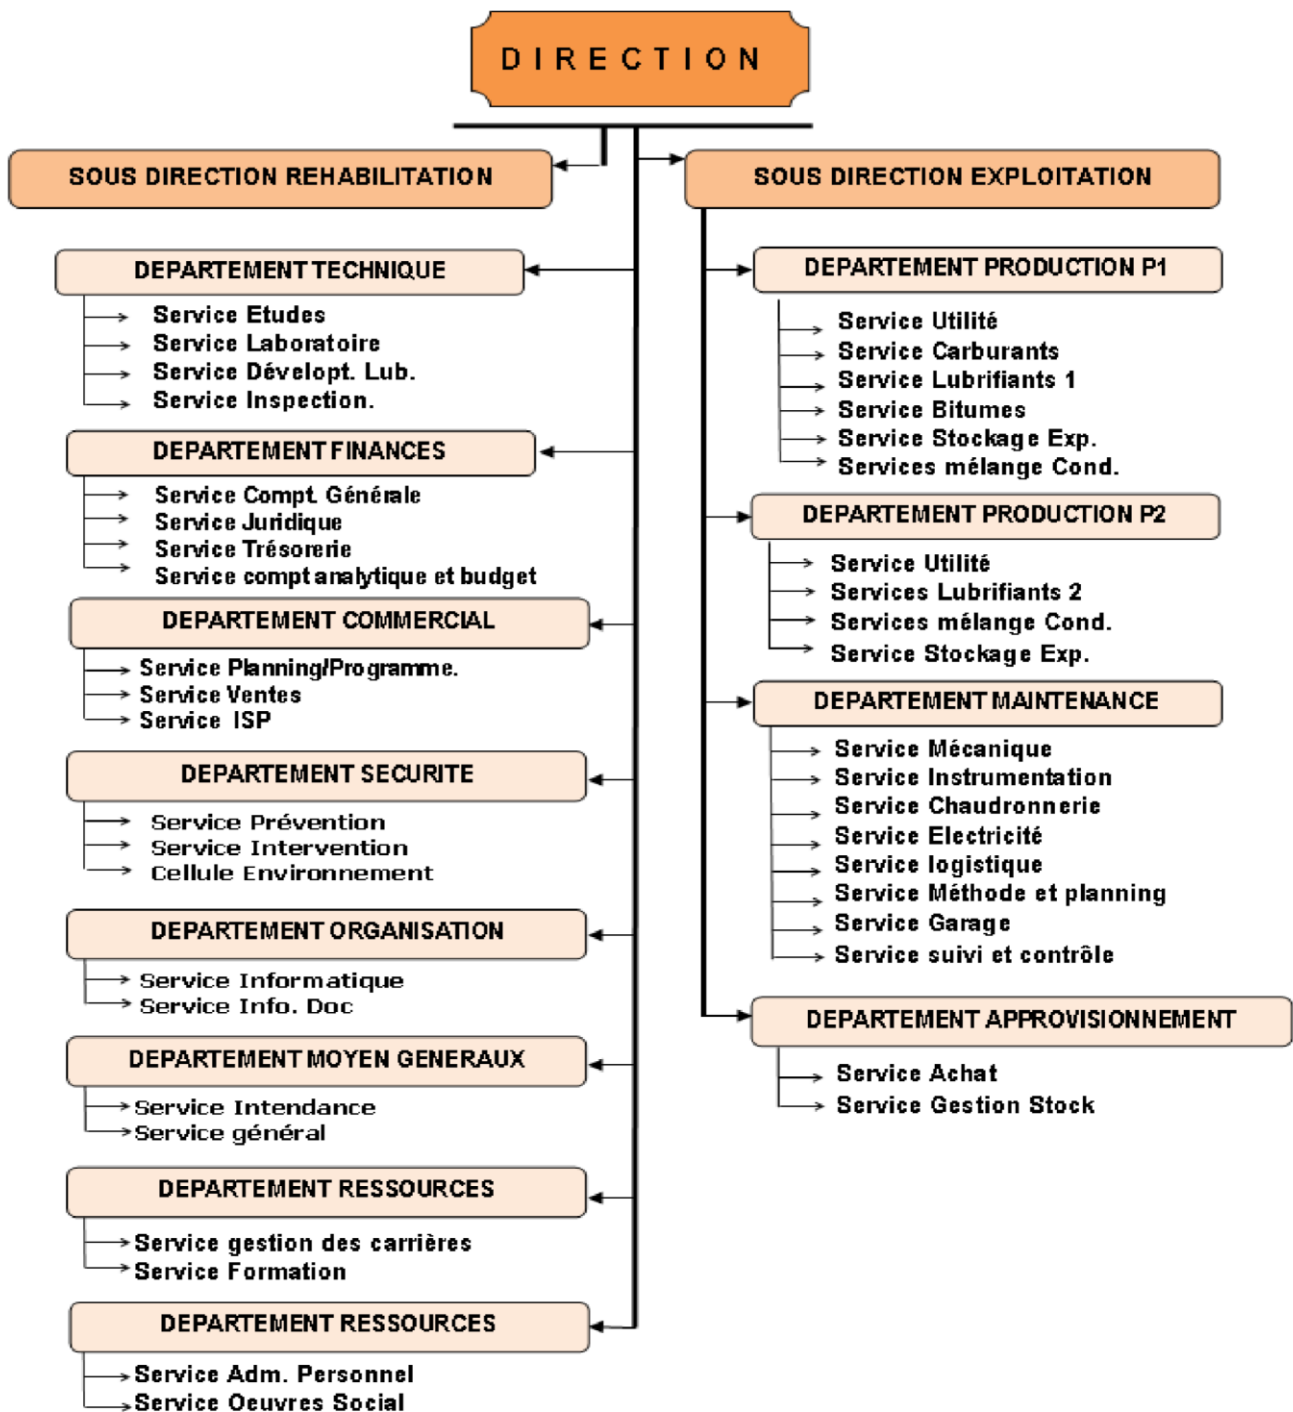 DIRECTION
SOUS DIRECTION REHABILITATION
DEPARTEMENT TECHNIQUE
Service Etudes
Service Laboratoire
Service Dévelopt. Lub.
Service Inspection.
DEPARTEMENT FINANCES
Service Compt. Générale
Service Juridique
Service Trésorerie
Service compt analytique et budget
DEPARTEMENT COMMERCIAL
Service Planning/Programme.
Service Ventes
Service ISP
DEPARTEMENT SECURITE
Service Prévention
Service Intervention
Cellule Environnement
DEPARTEMENT ORGANISATION
Service Informatique
Service Info. Doc
DEPARTEMENT MOYEN GENERAUX
Service Intendance
Service général
DEPARTEMENT RESSOURCES
Service gestion des carrières
Service Formation
DEPARTEMENT RESSOURCES
Service Adm. Personnel
Service Oeuvres Social
SOUS DIRECTION EXPLOITATION
DEPARTEMENT PRODUCTION P1
Service Utilité
Service Carburants
Service Lubrifiants 1
Service Bitumes
Service Stockage Exp.
Services mélange Cond.
DEPARTEMENT PRODUCTION P2
Service Utilité
Services Lubrifiants 2
Services mélange Cond.
Service Stockage Exp.
DEPARTEMENT MAINTENANCE
Service Mécanique
Service Instrumentation
Service Chaudronnerie
Service Electricité
Service logistique
Service Méthode et planning
Service Garage
Service suivi et contrôle
DEPARTEMENT APPROVISIONNEMENT
Service Achat
Service Gestion Stock